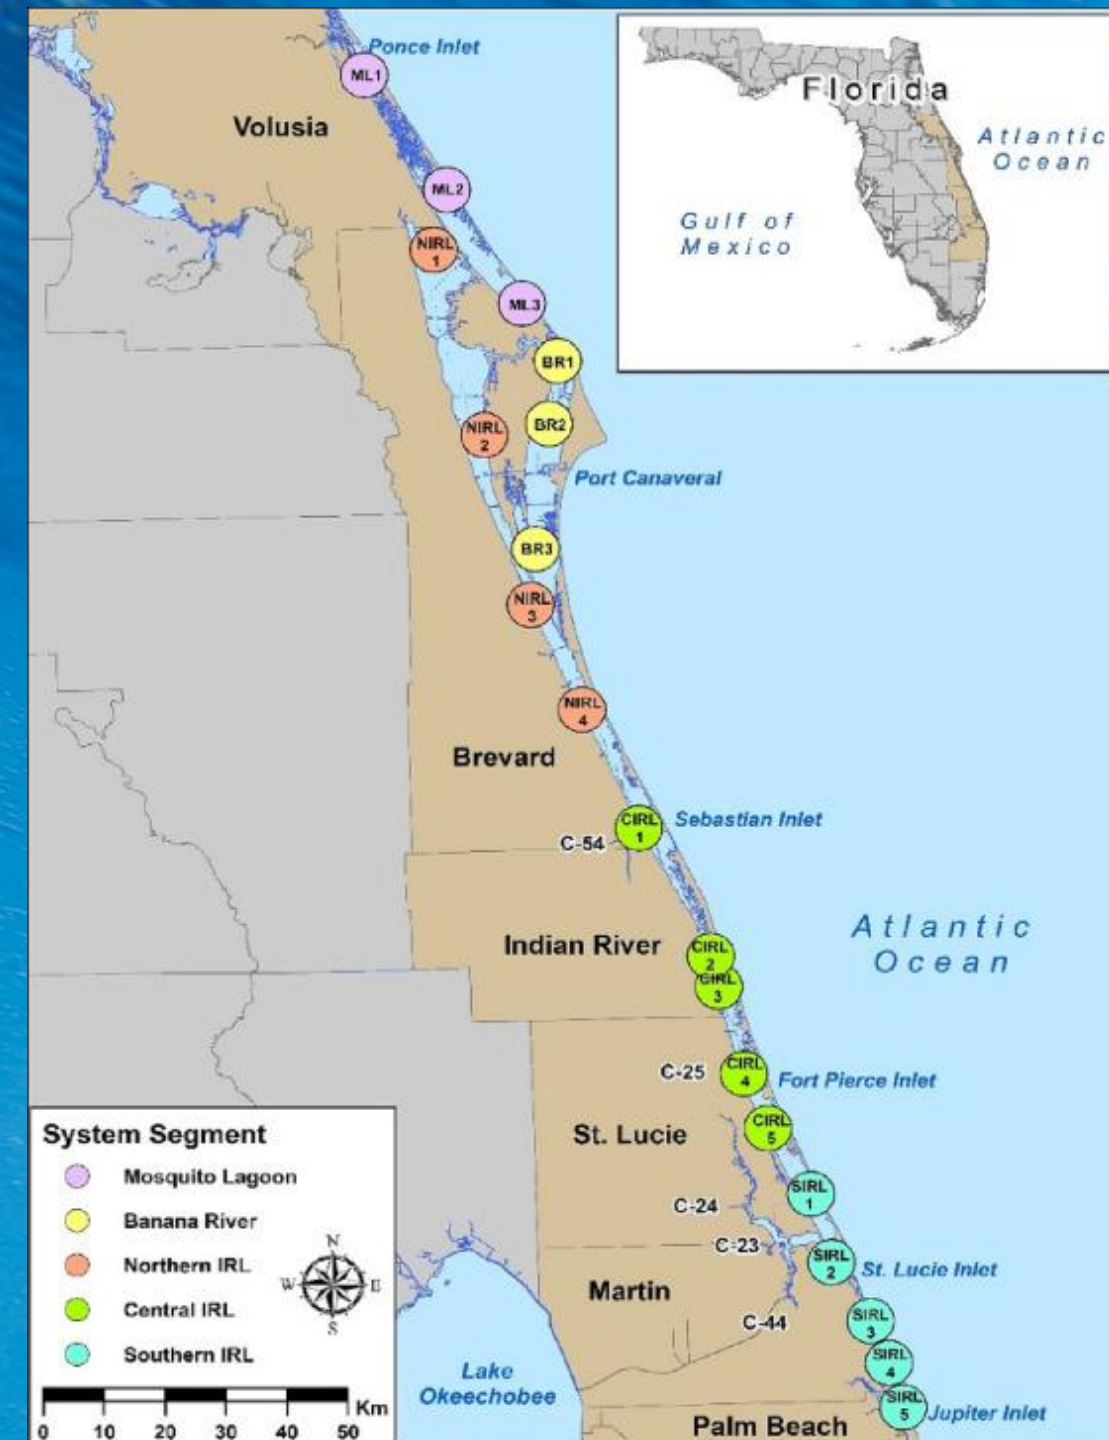 Ponce Inlet
ML1
Volusia
ML2
NIRL
1
ML3
BR1
NIRL
2
BR2
Port Canaveral
BR3
NIRL
3
NIRL
4
Brevard
CIRL
1
Sebastian Inlet
C-54
Indian River
CIRL
2
CIRL
3
Atlantic
Ocean
C-25
CIRL
4
Fort Pierce Inlet
St. Lucie
CIRL
5
C-24
SIRL
1
C-23
SIRL
2
St. Lucie Inlet
Martin
C-44
SIRL
3
SIRL
4
SIRL
5
Jupiter Inlet
Palm Beach
Lake
Okeechobee
Florida
Atlantic
Ocean
Gulf of
Mexico
System Segment
Mosquito Lagoon
Banana River
Northern IRL
Central IRL
Southern IRL
N
W E
S
Km
0 10 20 30 40 50